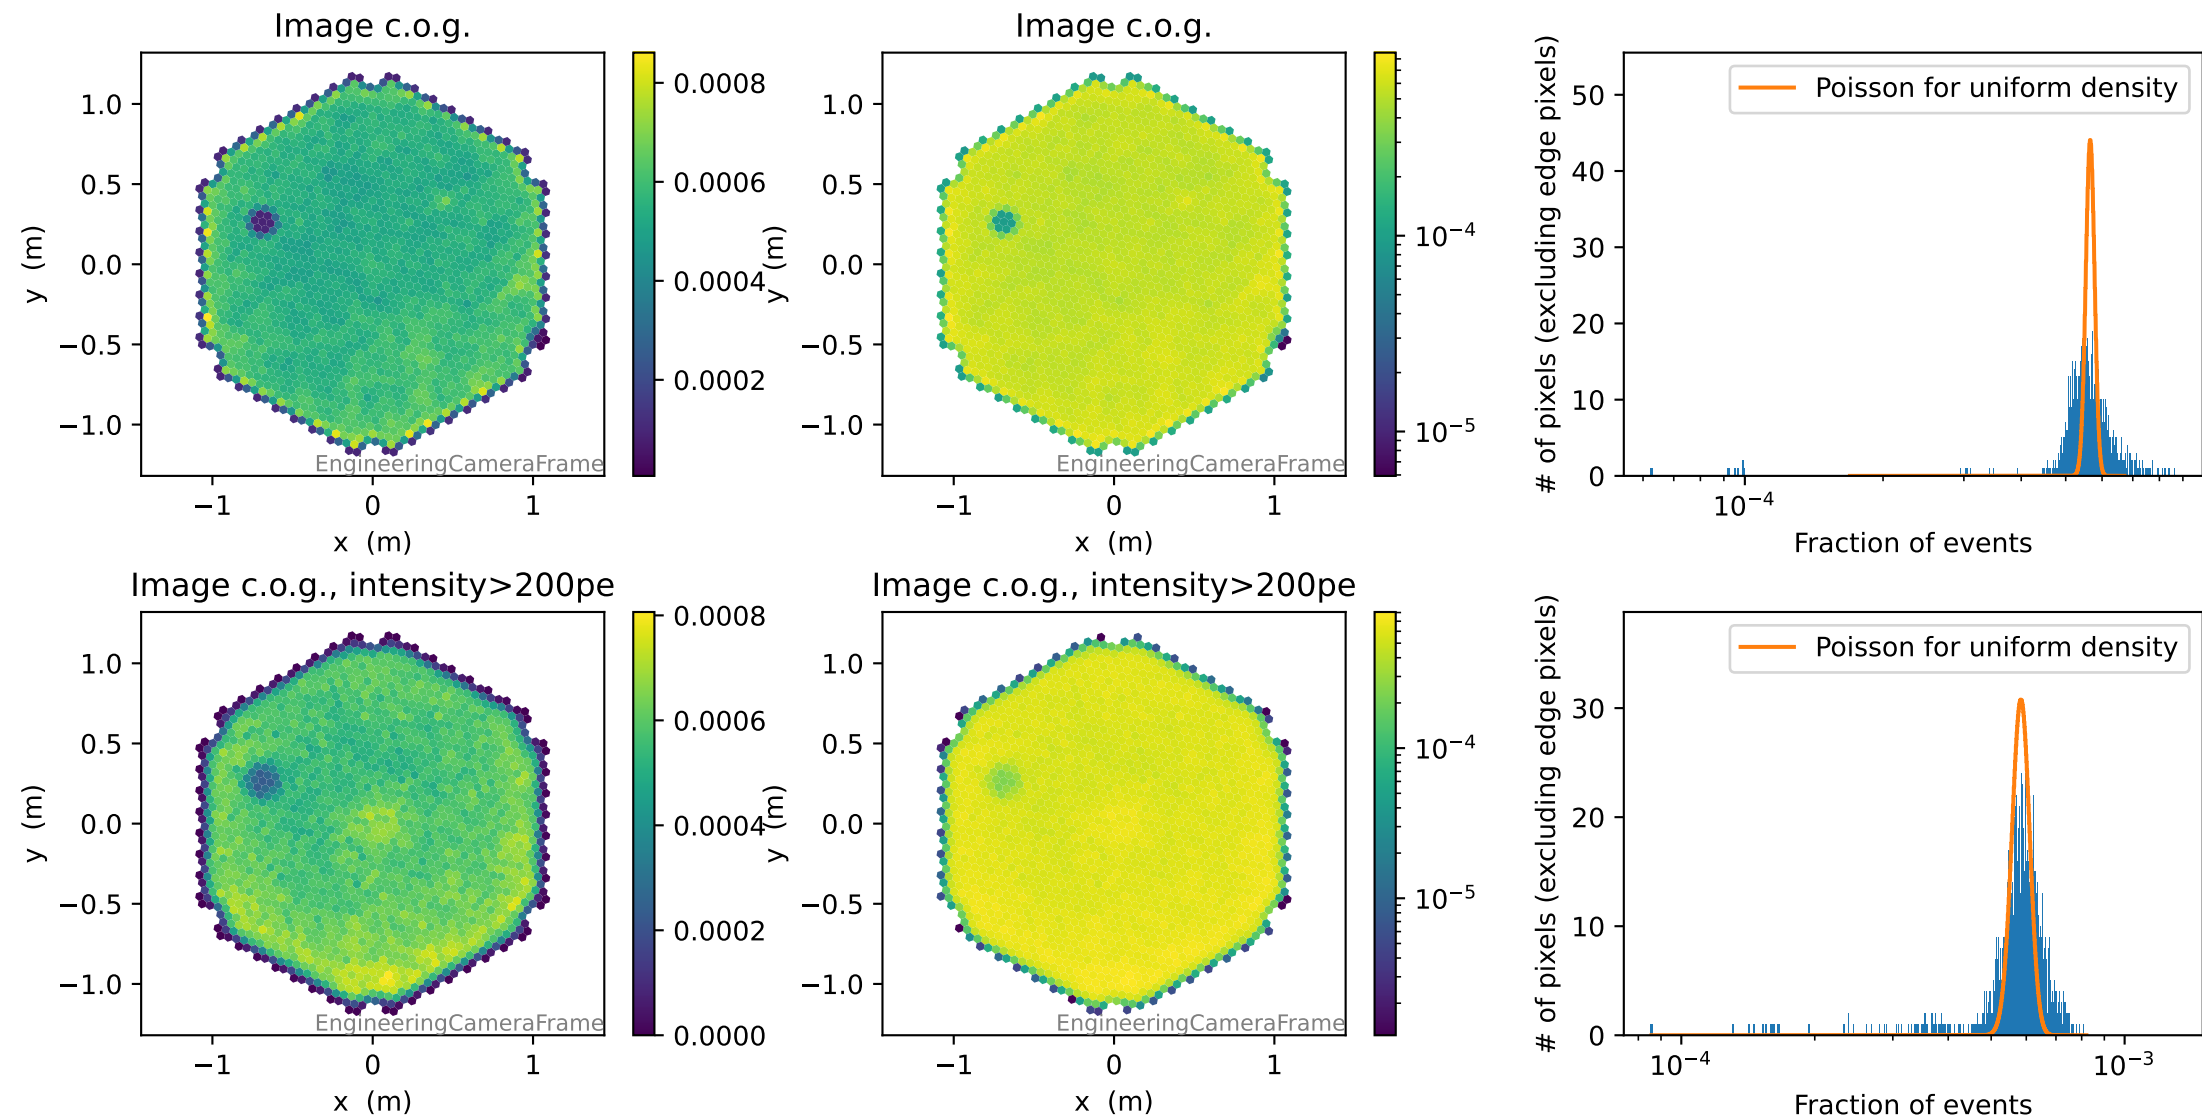 Image c.o.g.
y (m)
1.0
0.5
0.0
−0.5
−1.0
−1
0
1
x (m)
EngineeringCameraFrame
0.0008
0.0006
0.0004
0.0002
Image c.o.g.
y (m)
1.0
0.5
0.0
−0.5
−1.0
−1
0
1
x (m)
EngineeringCameraFrame
10⁻⁴
10⁻⁵
# of pixels (excluding edge pixels)
50
40
30
20
10
0
Poisson for uniform density
10⁻⁴
Fraction of events
Image c.o.g., intensity>200pe
y (m)
1.0
0.5
0.0
−0.5
−1.0
−1
0
1
x (m)
EngineeringCameraFrame
0.0008
0.0006
0.0004
0.0002
0.0000
Image c.o.g., intensity>200pe
y (m)
1.0
0.5
0.0
−0.5
−1.0
−1
0
1
x (m)
EngineeringCameraFrame
10⁻⁴
10⁻⁵
# of pixels (excluding edge pixels)
30
20
10
0
Poisson for uniform density
10⁻⁴
10⁻³
Fraction of events